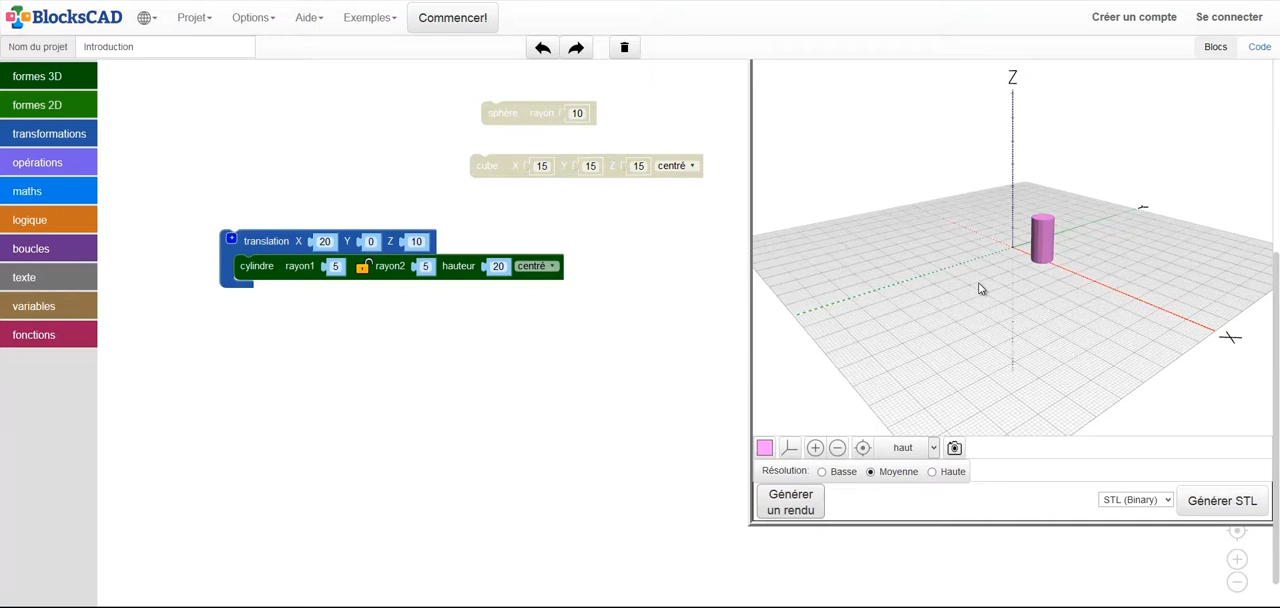 BlocksCAD Projet Options Aide Exemples Commencer! Créer un compte Se connecter
Nom du projet Introduction Blocs Code
formes 3D
formes 2D
transformations
opérations
maths
logique
boucles
texte
variables
fonctions
sphère rayon 10
cube X 15 Y 15 Z 15 centré
+ translation X 20 Y 0 Z 10
cylindre rayon1 5 rayon2 5 hauteur 20 centré
Z
X
haut
Résolution: Basse Moyenne Haute
Générer
un rendu
STL (Binary) Générer STL